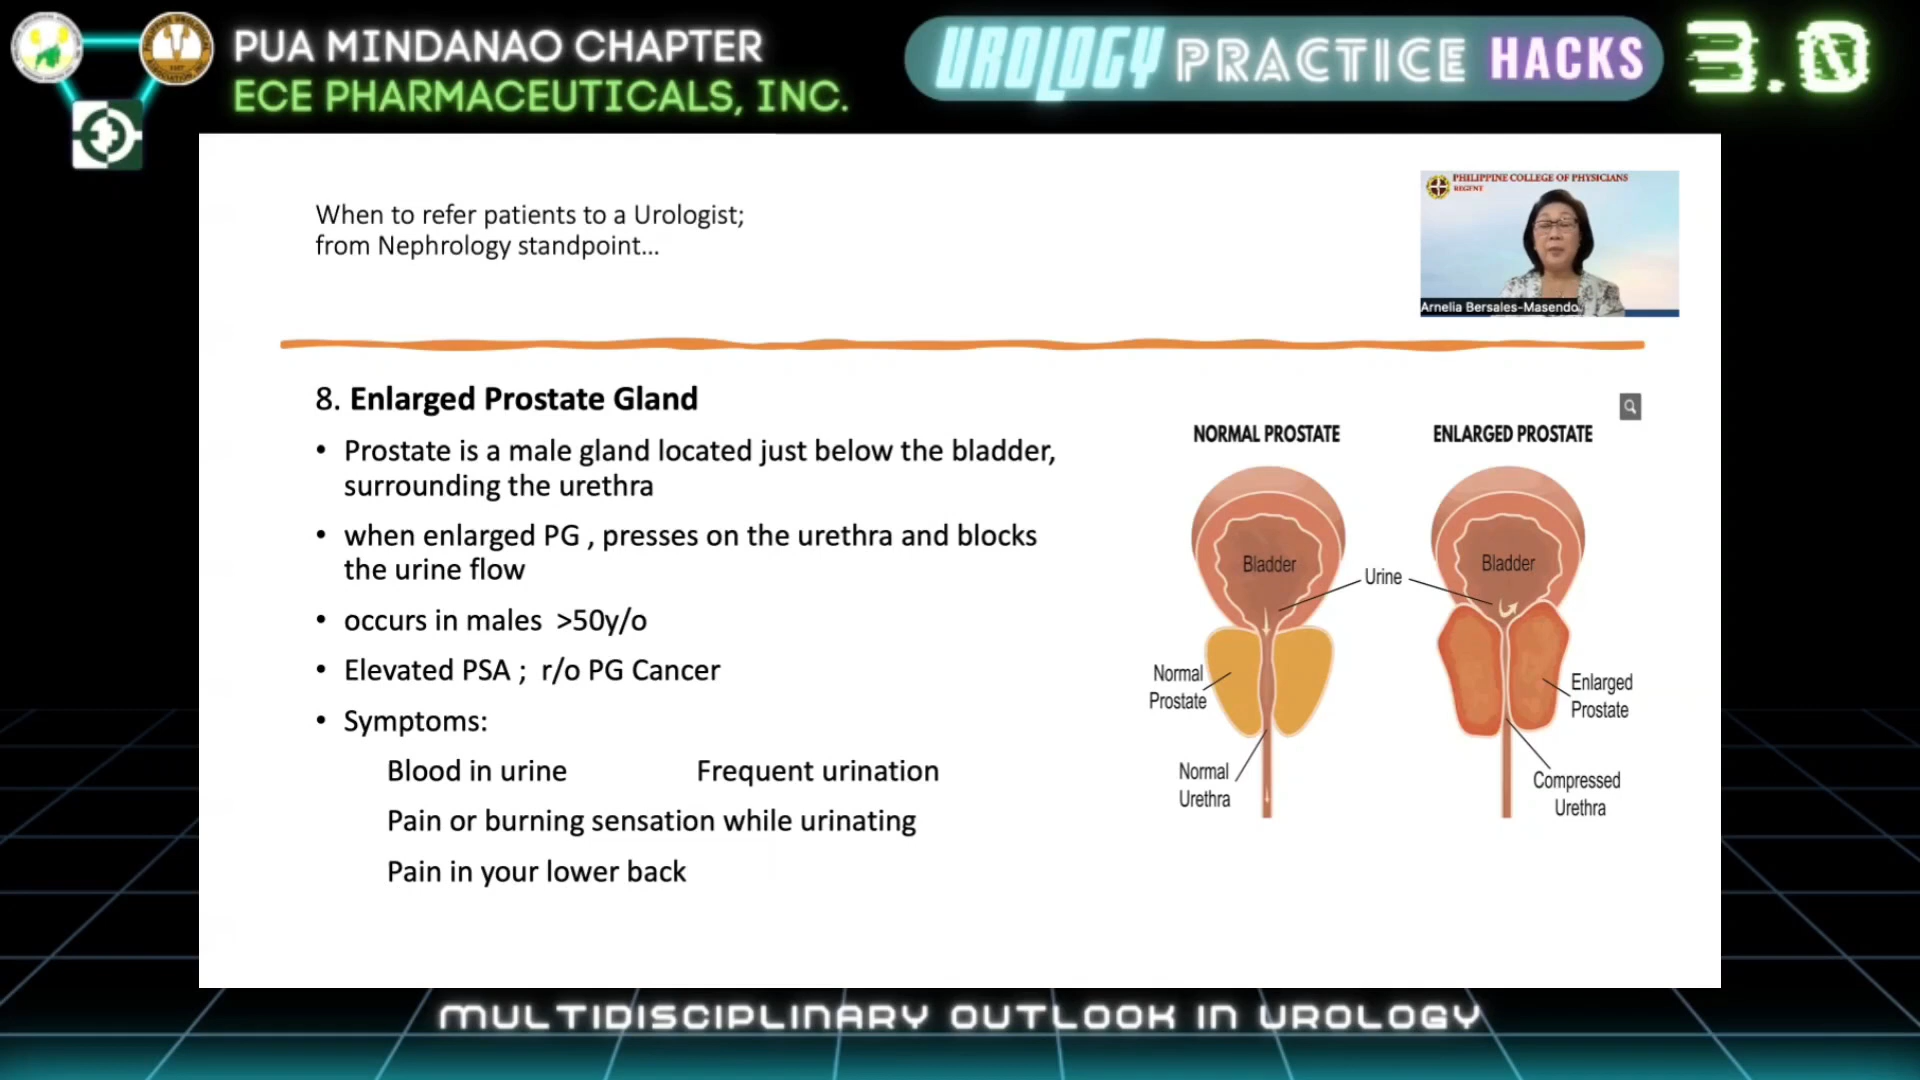 PUA MINDANAO CHAPTER
ECE PHARMACEUTICALS, INC.
UROLOGY PRACTICE HACKS 3.0
When to refer patients to a Urologist;
from Nephrology standpoint...
PHILIPPINE COLLEGE OF PHYSICIANS
REGENT
Arnelia Bersales-Masendo
8. Enlarged Prostate Gland
• Prostate is a male gland located just below the bladder,
surrounding the urethra
• when enlarged PG , presses on the urethra and blocks
the urine flow
• occurs in males >50y/o
• Elevated PSA ; r/o PG Cancer
• Symptoms:
Blood in urine Frequent urination
Pain or burning sensation while urinating
Pain in your lower back
NORMAL PROSTATE
ENLARGED PROSTATE
Bladder
Urine
Bladder
Normal
Prostate
Enlarged
Prostate
Normal
Urethra
Compressed
Urethra
MULTIDISCIPLINARY OUTLOOK IN UROLOGY